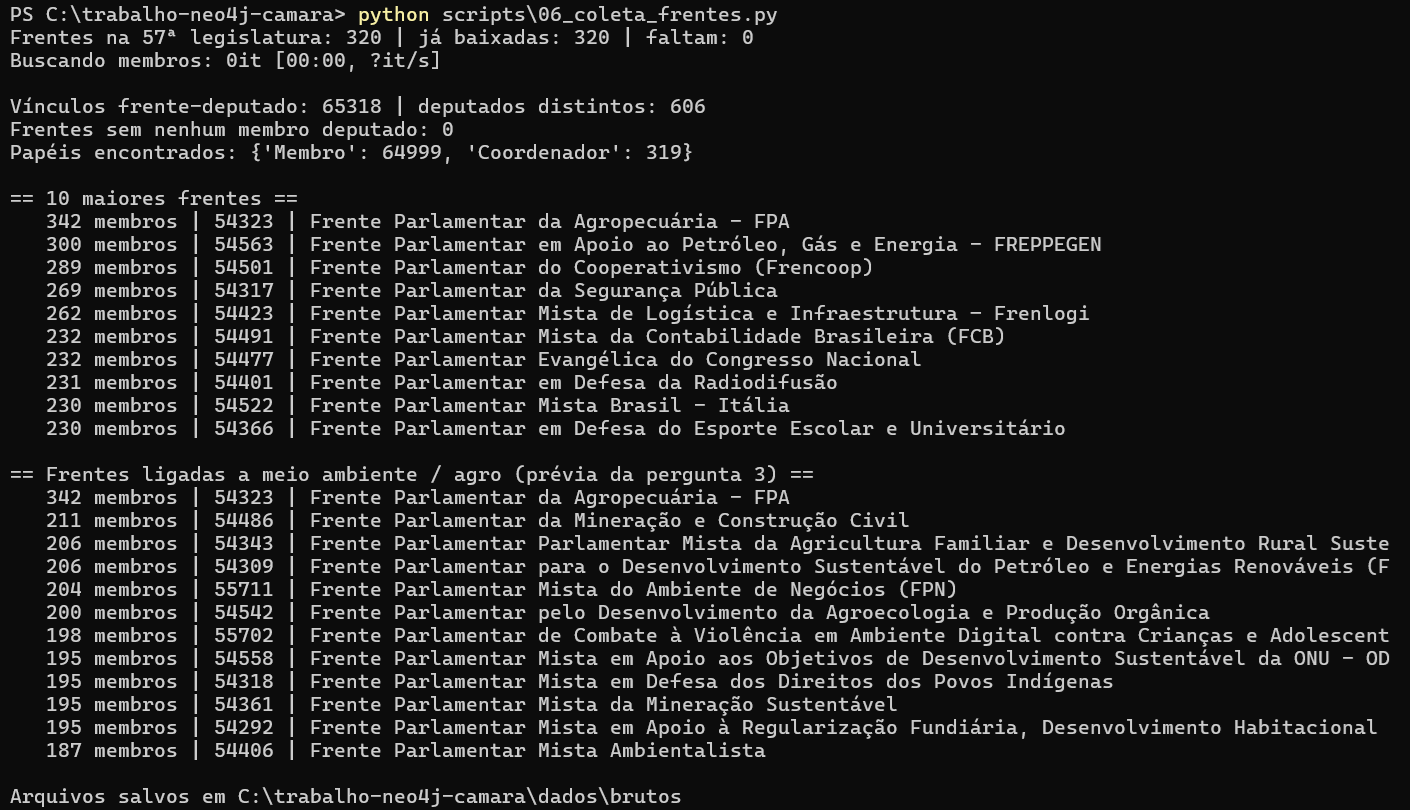 PS C:\trabalho-neo4j-camara> python scripts\06_coleta_frentes.py
Frentes na 57ª legislatura: 320 | já baixadas: 320 | faltam: 0
Buscando membros: 0it [00:00, ?it/s]
Vínculos frente-deputado: 65318 | deputados distintos: 606
Frentes sem nenhum membro deputado: 0
Papéis encontrados: {'Membro': 64999, 'Coordenador': 319}
== 10 maiores frentes ==
342 membros | 54323 | Frente Parlamentar da Agropecuária - FPA
300 membros | 54563 | Frente Parlamentar em Apoio ao Petróleo, Gás e Energia - FREPPEGEN
289 membros | 54501 | Frente Parlamentar do Cooperativismo (Frencoop)
269 membros | 54317 | Frente Parlamentar da Segurança Pública
262 membros | 54423 | Frente Parlamentar Mista de Logística e Infraestrutura - Frenlogi
232 membros | 54491 | Frente Parlamentar Mista da Contabilidade Brasileira (FCB)
232 membros | 54477 | Frente Parlamentar Evangélica do Congresso Nacional
231 membros | 54401 | Frente Parlamentar em Defesa da Radiodifusão
230 membros | 54522 | Frente Parlamentar Mista Brasil - Itália
230 membros | 54366 | Frente Parlamentar em Defesa do Esporte Escolar e Universitário
== Frentes ligadas a meio ambiente / agro (prévia da pergunta 3) ==
342 membros | 54323 | Frente Parlamentar da Agropecuária - FPA
211 membros | 54486 | Frente Parlamentar da Mineração e Construção Civil
206 membros | 54343 | Frente Parlamentar Parlamentar Mista da Agricultura Familiar e Desenvolvimento Rural Suste
206 membros | 54309 | Frente Parlamentar para o Desenvolvimento Sustentável do Petróleo e Energias Renováveis (F
204 membros | 55711 | Frente Parlamentar Mista do Ambiente de Negócios (FPN)
200 membros | 54542 | Frente Parlamentar pelo Desenvolvimento da Agroecologia e Produção Orgânica
198 membros | 55702 | Frente Parlamentar de Combate à Violência em Ambiente Digital contra Crianças e Adolescent
195 membros | 54558 | Frente Parlamentar Mista em Apoio aos Objetivos de Desenvolvimento Sustentável da ONU - OD
195 membros | 54318 | Frente Parlamentar Mista em Defesa dos Direitos dos Povos Indígenas
195 membros | 54361 | Frente Parlamentar Mista da Mineração Sustentável
195 membros | 54292 | Frente Parlamentar Mista em Apoio à Regularização Fundiária, Desenvolvimento Habitacional
187 membros | 54406 | Frente Parlamentar Mista Ambientalista
Arquivos salvos em C:\trabalho-neo4j-camara\dados\brutos